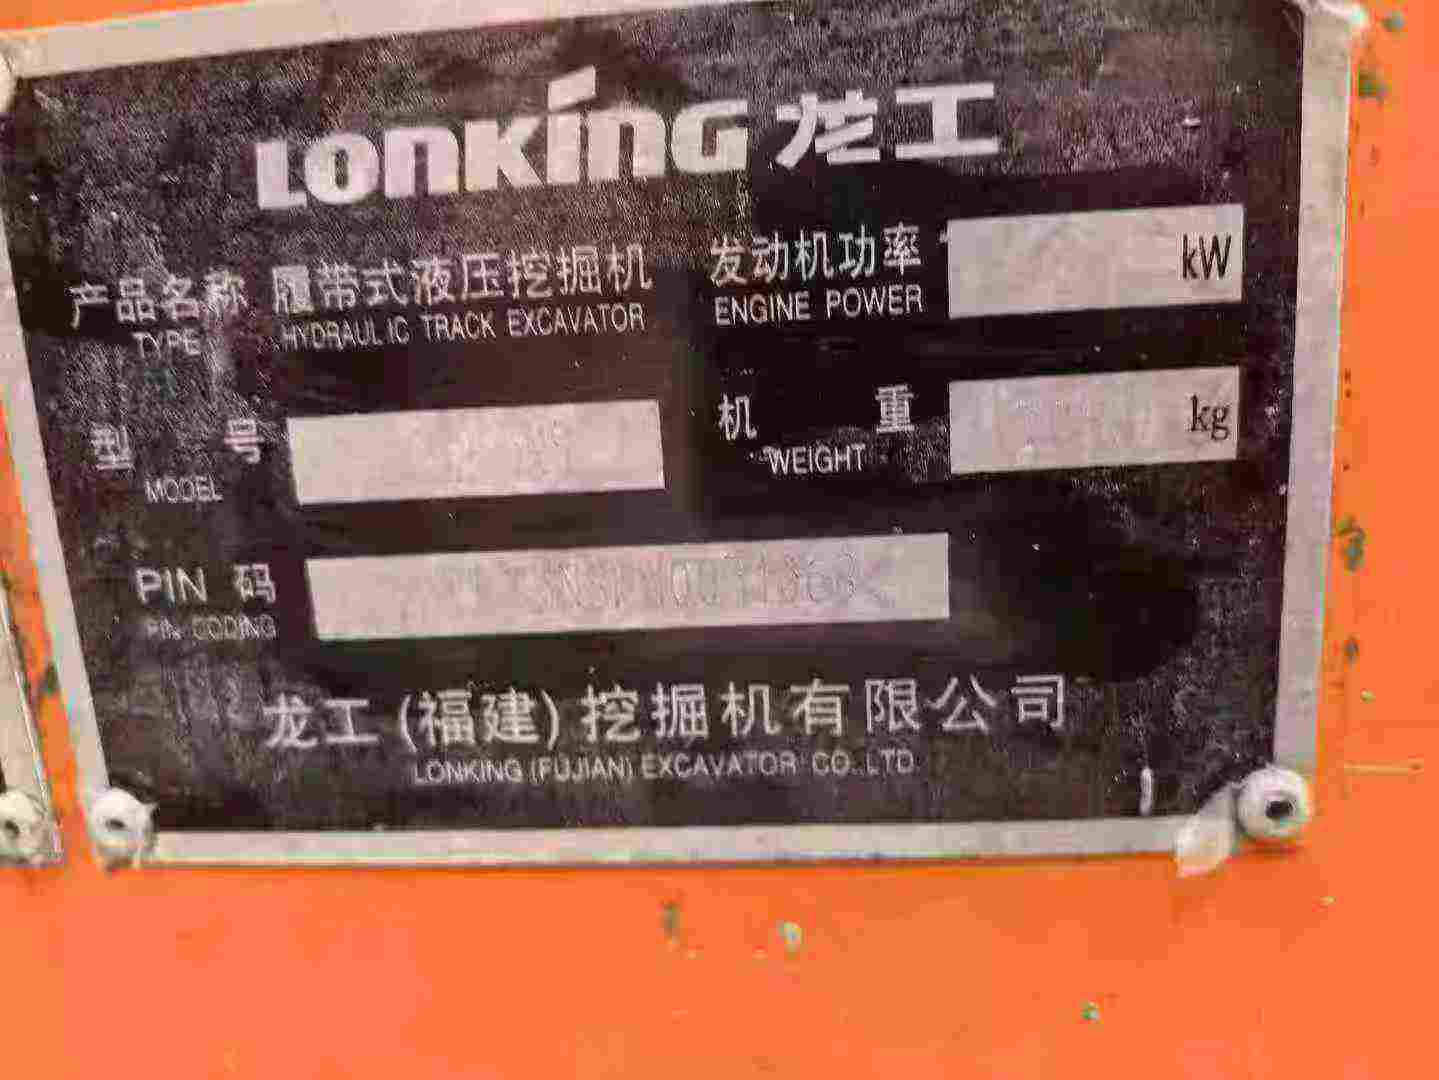 LONKING 龙工
产品名称 履带式液压挖掘机
TYPE HYDRAULIC TRACK EXCAVATOR
发动机功率 kW
ENGINE POWER
型 号
MODEL
机 重 kg
WEIGHT
PIN 码
PIN CODING
龙工(福建)挖掘机有限公司
LONKING (FUJIAN) EXCAVATOR CO.,LTD